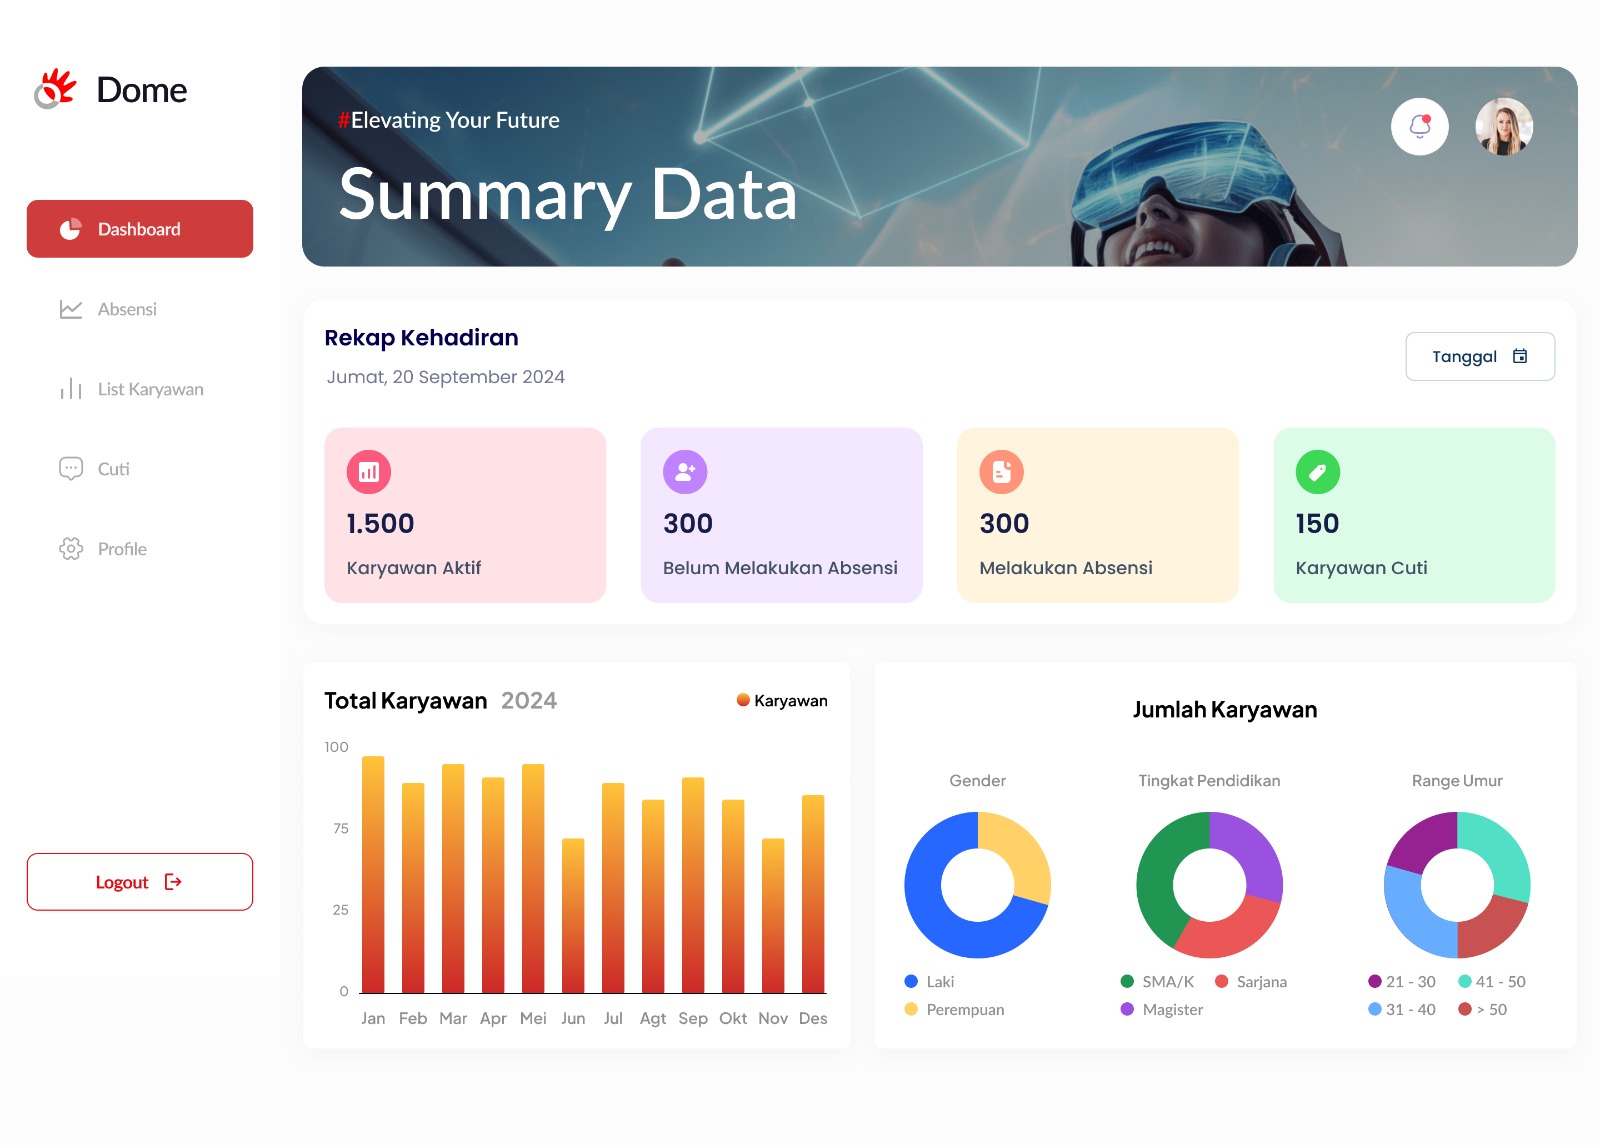 Dome
Dashboard
Absensi
List Karyawan
Cuti
Profile
Logout
#Elevating Your Future
Summary Data
Rekap Kehadiran
Jumat, 20 September 2024
Tanggal
1.500
Karyawan Aktif
300
Belum Melakukan Absensi
300
Melakukan Absensi
150
Karyawan Cuti
Total Karyawan 2024
Karyawan
100
75
25
0
Jan Feb Mar Apr Mei Jun Jul Agt Sep Okt Nov Des
Jumlah Karyawan
Gender
Laki
Perempuan
Tingkat Pendidikan
SMA/K Sarjana
Magister
Range Umur
21 - 30 41 - 50
31 - 40 > 50